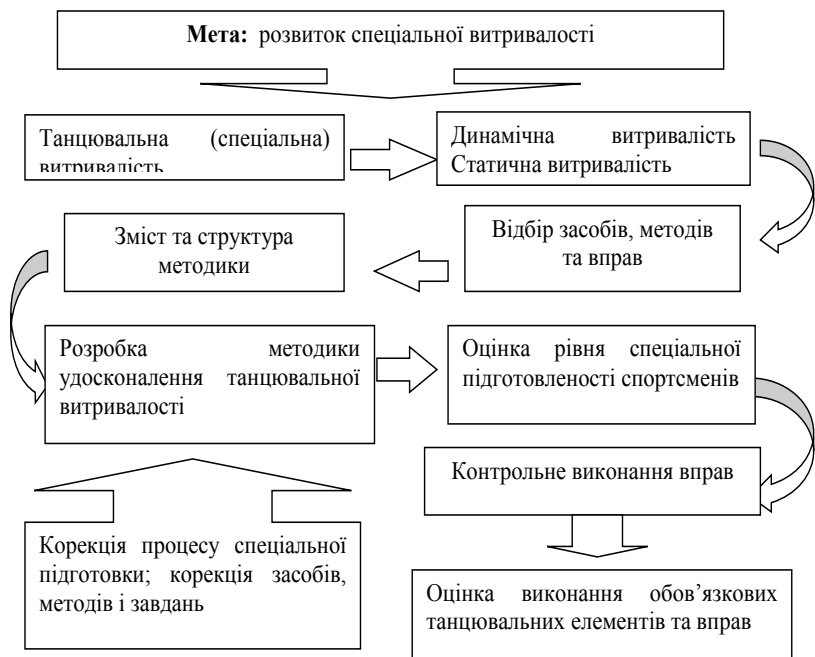 Мета: розвиток спеціальної витривалості
Танцювальна (спеціальна)
витривалість
Динамічна витривалість
Статична витривалість
Відбір засобів, методів
та вправ
Зміст та структура
методики
Розробка методики
удосконалення танцювальної
витривалості
Оцінка рівня спеціальної
підготовленості спортсменів
Контрольне виконання вправ
Корекція процесу спеціальної
підготовки; корекція засобів,
методів і завдань
Оцінка виконання обов’язкових
танцювальних елементів та вправ